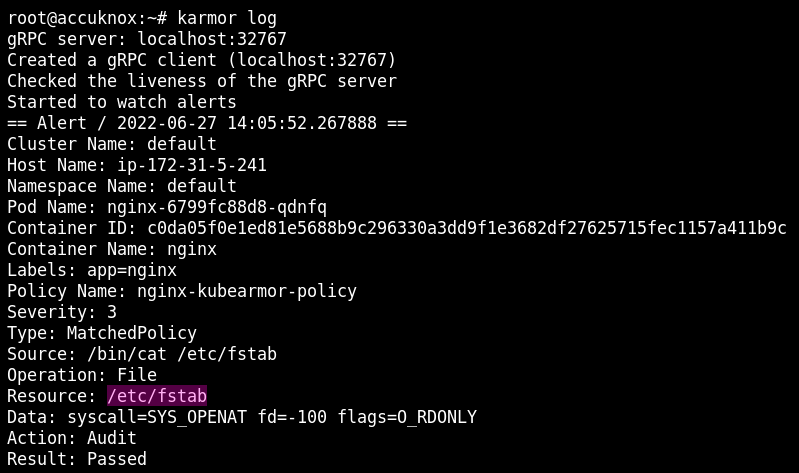 root@accuknox:~# karmor log
gRPC server: localhost:32767
Created a gRPC client (localhost:32767)
Checked the liveness of the gRPC server
Started to watch alerts
== Alert / 2022-06-27 14:05:52.267888 ==
Cluster Name: default
Host Name: ip-172-31-5-241
Namespace Name: default
Pod Name: nginx-6799fc88d8-qdnfq
Container ID: c0da05f0e1ed81e5688b9c296330a3dd9f1e3682df27625715fec1157a411b9c
Container Name: nginx
Labels: app=nginx
Policy Name: nginx-kubearmor-policy
Severity: 3
Type: MatchedPolicy
Source: /bin/cat /etc/fstab
Operation: File
Resource: /etc/fstab
Data: syscall=SYS_OPENAT fd=-100 flags=O_RDONLY
Action: Audit
Result: Passed